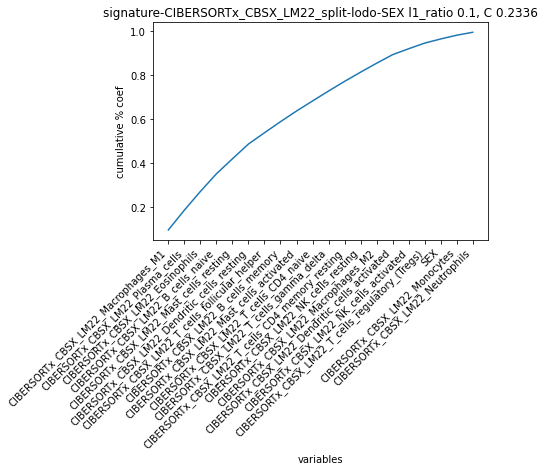 signature-CIBERSORTx_CBSX_LM22_split-lodo-SEX l1_ratio 0.1, C 0.2336
1.0
0.8
0.6
0.4
0.2
cumulative % coef
CIBERSORTx_CBSX_LM22_Macrophages_M1
CIBERSORTx_CBSX_LM22_Plasma_cells
CIBERSORTx_CBSX_LM22_Eosinophils
CIBERSORTx_CBSX_LM22_B_cells_naive
CIBERSORTx_CBSX_LM22_Mast_cells_resting
CIBERSORTx_CBSX_LM22_Dendritic_cells_resting
CIBERSORTx_CBSX_LM22_T_cells_follicular_helper
CIBERSORTx_CBSX_LM22_B_cells_memory
CIBERSORTx_CBSX_LM22_Mast_cells_activated
CIBERSORTx_CBSX_LM22_T_cells_CD4_naive
CIBERSORTx_CBSX_LM22_T_cells_gamma_delta
CIBERSORTx_CBSX_LM22_T_cells_CD4_memory_resting
CIBERSORTx_CBSX_LM22_NK_cells_resting
CIBERSORTx_CBSX_LM22_Macrophages_M2
CIBERSORTx_CBSX_LM22_Dendritic_cells_activated
CIBERSORTx_CBSX_LM22_NK_cells_activated
CIBERSORTx_CBSX_LM22_T_cells_regulatory_(Tregs)
SEX
CIBERSORTx_CBSX_LM22_Monocytes
CIBERSORTx_CBSX_LM22_Neutrophils
variables